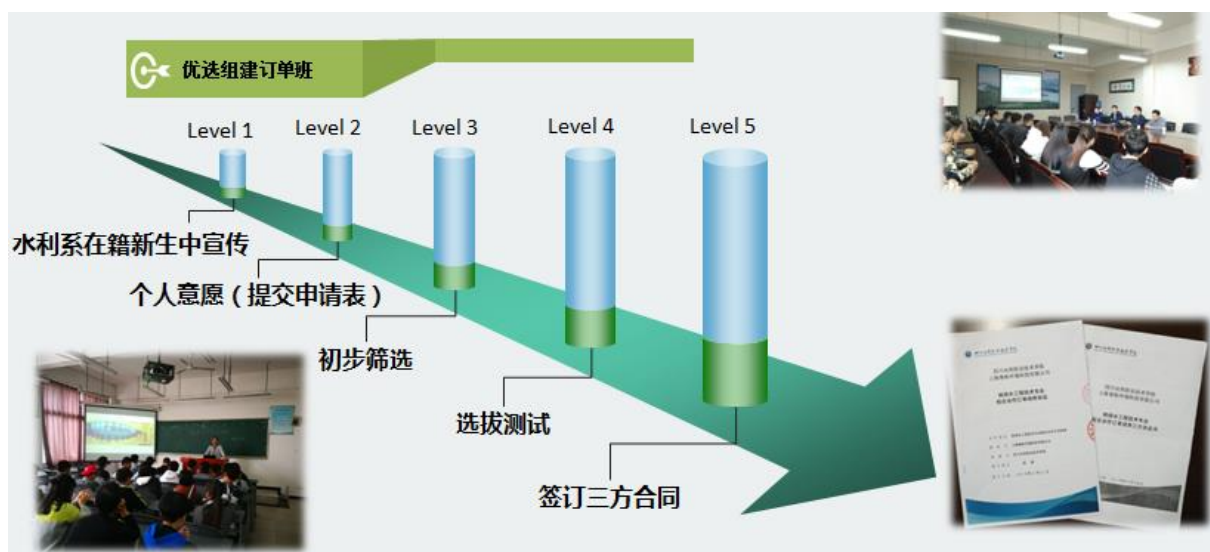 优选组建订单班
Level 1
Level 2
Level 3
Level 4
Level 5
水利系在籍新生中宣传
个人意愿（提交申请表）
初步筛选
选拔测试
签订三方合同